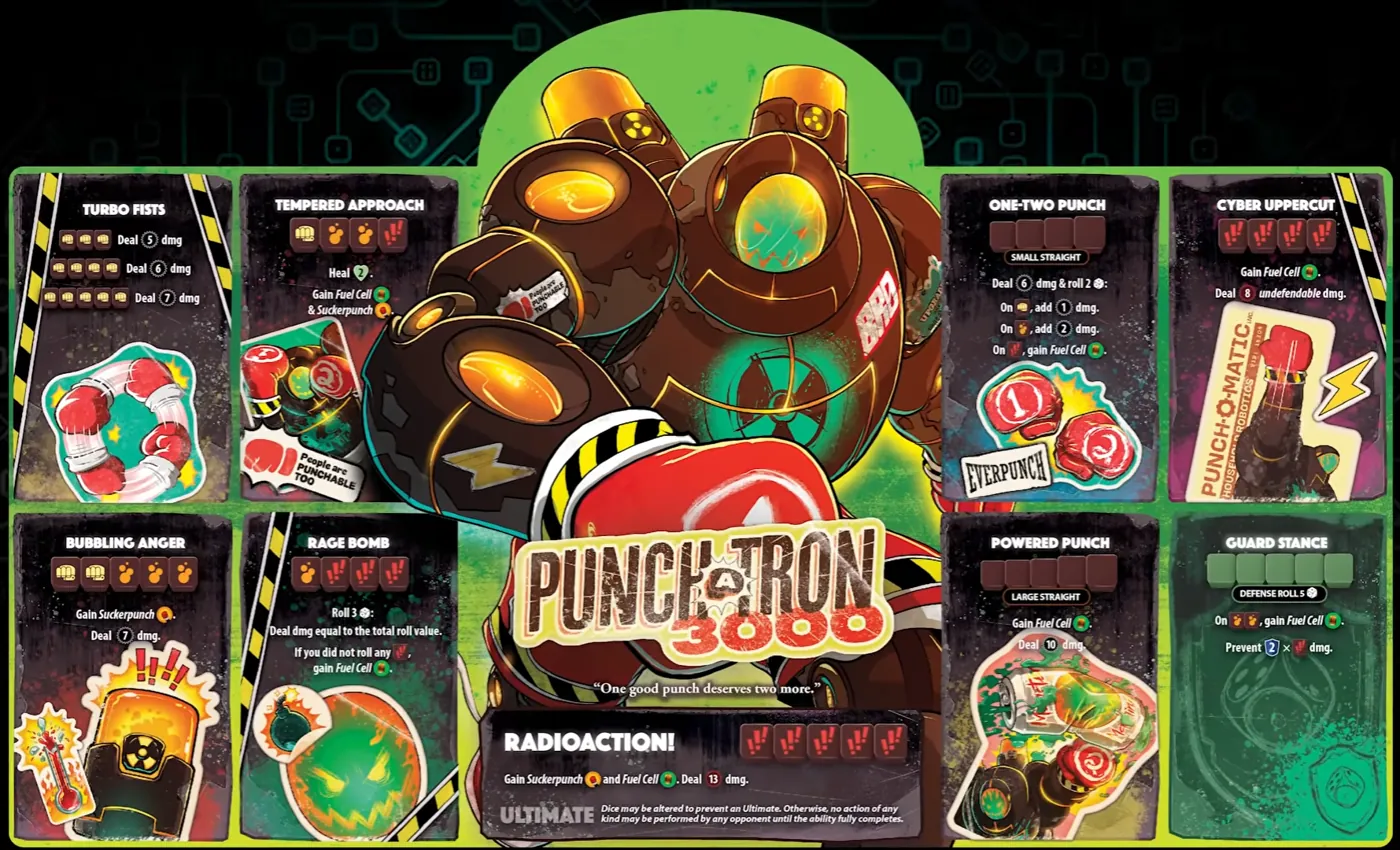 TURBO FISTS
Deal 5 dmg
Deal 6 dmg
Deal 7 dmg
TEMPERED APPROACH
Heal 2.
Gain Fuel Cell
& Suckerpunch.
People are
PUNCHABLE
TOO
People are
PUNCHABLE
TOO
BRD
ONE-TWO PUNCH
SMALL STRAIGHT
Deal 6 dmg & roll 2:
On, add 1 dmg.
On, add 2 dmg.
On, gain Fuel Cell.
1
EVERPUNCH
CYBER UPPERCUT
Gain Fuel Cell.
Deal 8 undefendable dmg.
PUNCH-O-MATIC
BUBBLING ANGER
Gain Suckerpunch.
Deal 7 dmg.
!!!
RAGE BOMB
Roll 3:
Deal dmg equal to the total roll value.
If you did not roll any,
gain Fuel Cell.
PUNCH-A-TRON
3000
“One good punch deserves two more.”
RADIOACTION!
Gain Suckerpunch and Fuel Cell. Deal 13 dmg.
ULTIMATE
Dice may be altered to prevent an Ultimate. Otherwise, no action of any
kind may be performed by any opponent until the ability fully completes.
POWERED PUNCH
LARGE STRAIGHT
Gain Fuel Cell.
Deal 10 dmg.
GUARD STANCE
DEFENSE ROLL 5
On, gain Fuel Cell.
Prevent 2 × dmg.